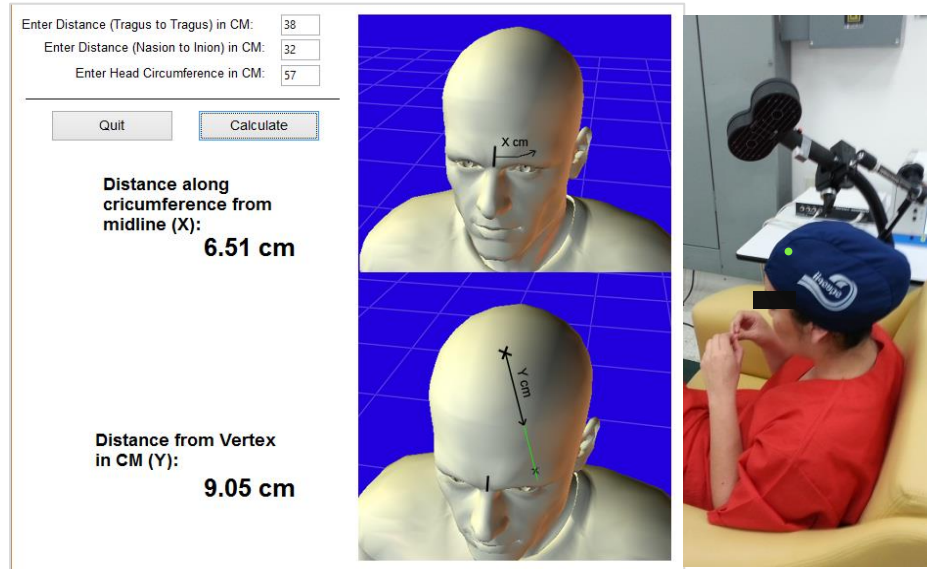 Enter Distance (Tragus to Tragus) in CM: 38
Enter Distance (Nasion to Inion) in CM: 32
Enter Head Circumference in CM: 57
Quit
Calculate
Distance along
cricumference from
midline (X):
6.51 cm
X cm
Distance from Vertex
in CM (Y):
9.05 cm
Y cm